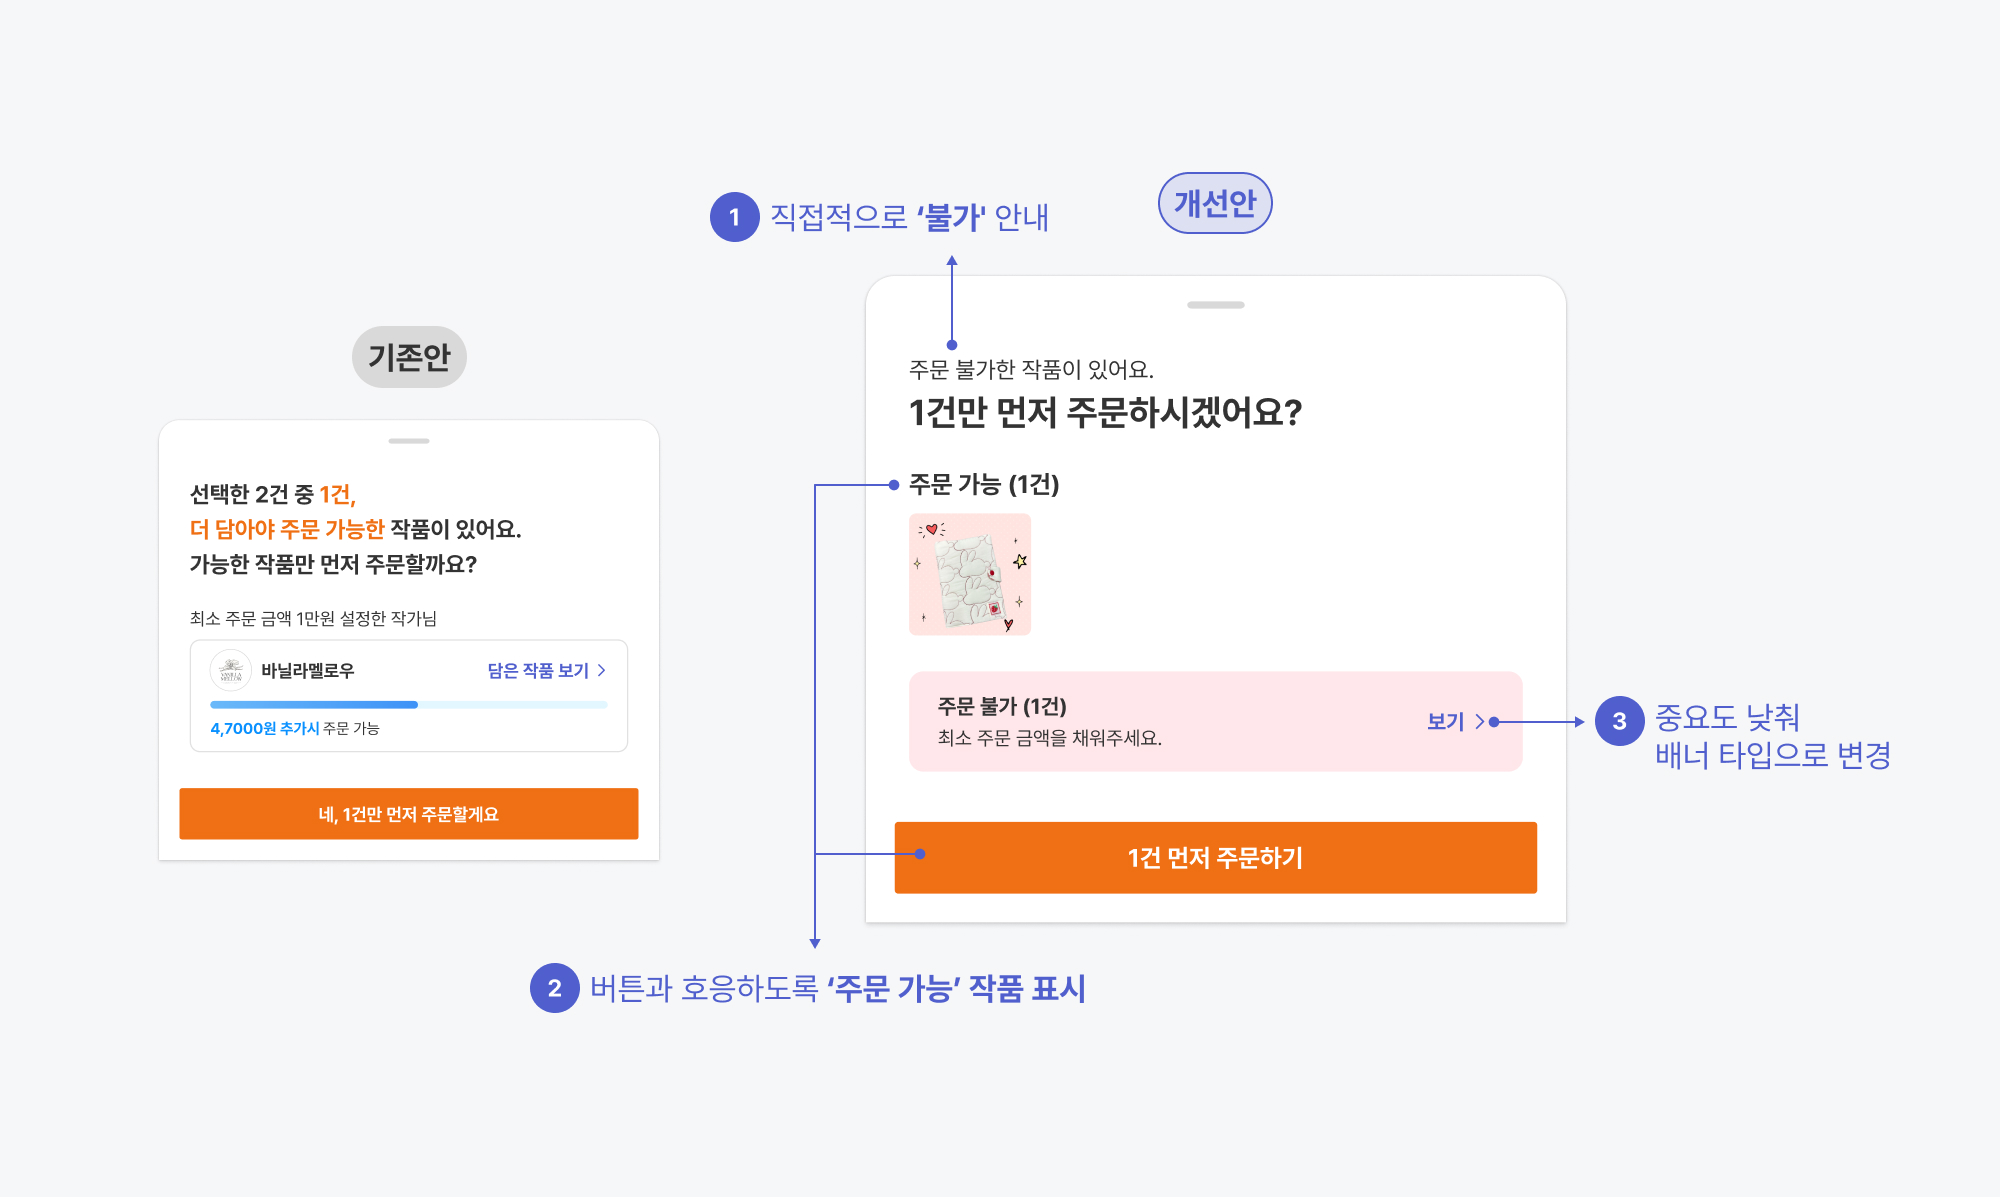 기존안
선택한 2건 중 1건,
더 담아야 주문 가능한 작품이 있어요.
가능한 작품만 먼저 주문할까요?
최소 주문 금액 1만원 설정한 작가님
VANILLA
MELLOW
바닐라멜로우
담은 작품 보기
4,7000원 추가시 주문 가능
네, 1건만 먼저 주문할게요
1 직접적으로 ‘불가' 안내
개선안
주문 불가한 작품이 있어요.
1건만 먼저 주문하시겠어요?
주문 가능 (1건)
주문 불가 (1건)
최소 주문 금액을 채워주세요.
보기
1건 먼저 주문하기
3 중요도 낮춰
배너 타입으로 변경
2 버튼과 호응하도록 ‘주문 가능’ 작품 표시